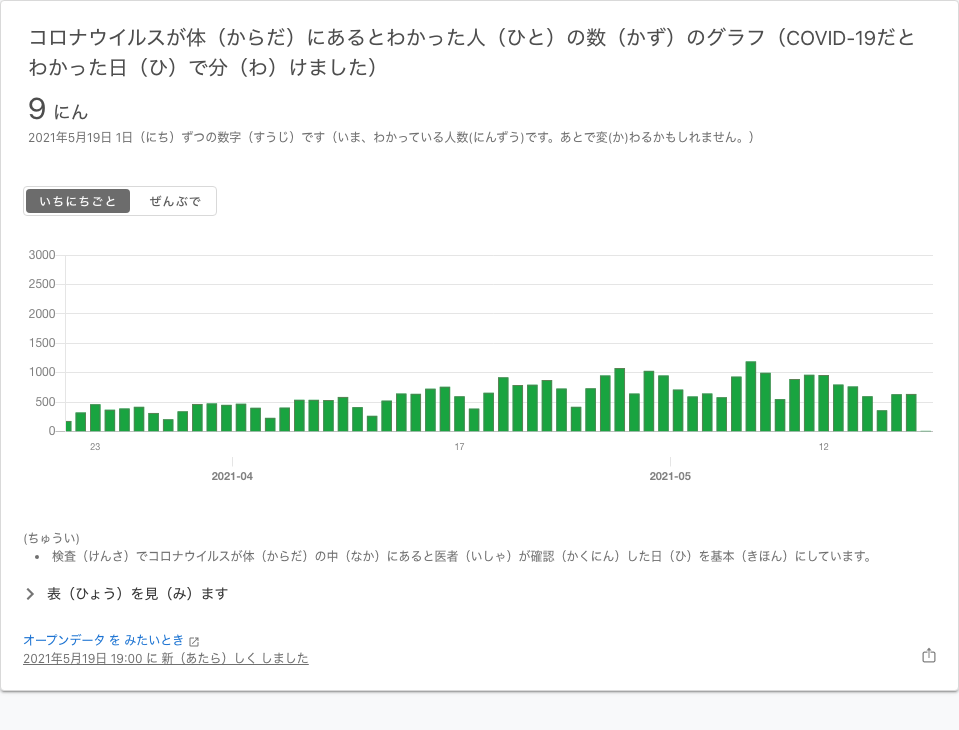 コロナウイルスが体（からだ）にあるとわかった人（ひと）の数（かず）のグラフ（COVID-19だと
わかった日（ひ）で分（わ）けました）
9 にん
2021年5月19日 1日（にち）ずつの数字（すうじ）です（いま、わかっている人数(にんずう)です。あとで変(か)わるかもしれません。）
いちにちごと ぜんぶで
3000
2500
2000
1500
1000
500
0
23 17 12
2021-04 2021-05
(ちゅうい)
• 検査（けんさ）でコロナウイルスが体（からだ）の中（なか）にあると医者（いしゃ）が確認（かくにん）した日（ひ）を基本（きほん）にしています。
表（ひょう）を見（み）ます
オープンデータ を みたいとき
2021年5月19日 19:00 に 新（あたら）しく しました